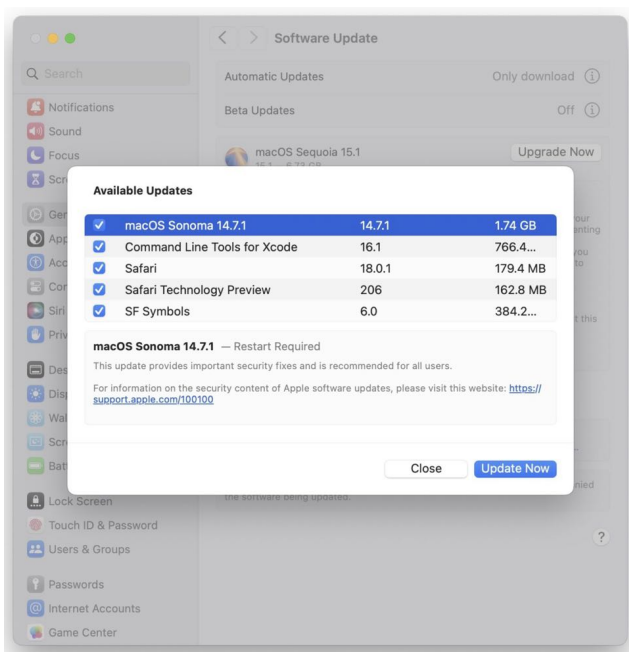 Software Update
Search
Automatic Updates Only download
Beta Updates Off
macOS Sequoia 15.1 Upgrade Now
Notifications
Sound
Focus
Available Updates
macOS Sonoma 14.7.1 14.7.1 1.74 GB
Command Line Tools for Xcode 16.1 766.4...
Safari 18.0.1 179.4 MB
Safari Technology Preview 206 162.8 MB
SF Symbols 6.0 384.2...
macOS Sonoma 14.7.1 — Restart Required
This update provides important security fixes and is recommended for all users.
For information on the security content of Apple software updates, please visit this website: https://
support.apple.com/100100
Close Update Now
the software being updated.
Siri
Lock Screen
Touch ID & Password
Users & Groups
?
Passwords
Internet Accounts
Game Center